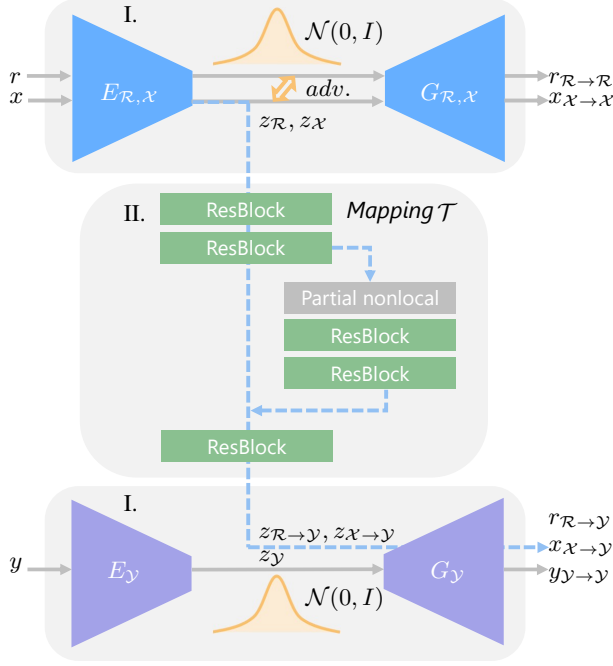 I.
𝒩(0, I)
r
x
E_{ℛ,𝒳}
adv.
G_{ℛ,𝒳}
r_{ℛ→ℛ}
x_{𝒳→𝒳}
z_ℛ, z_𝒳
II.
ResBlock
Mapping 𝒯
ResBlock
Partial nonlocal
ResBlock
ResBlock
ResBlock
I.
z_{ℛ→𝒴}, z_{𝒳→𝒴}
r_{ℛ→𝒴}
x_{𝒳→𝒴}
z_𝒴
y
E_𝒴
G_𝒴
y_{𝒴→𝒴}
𝒩(0, I)